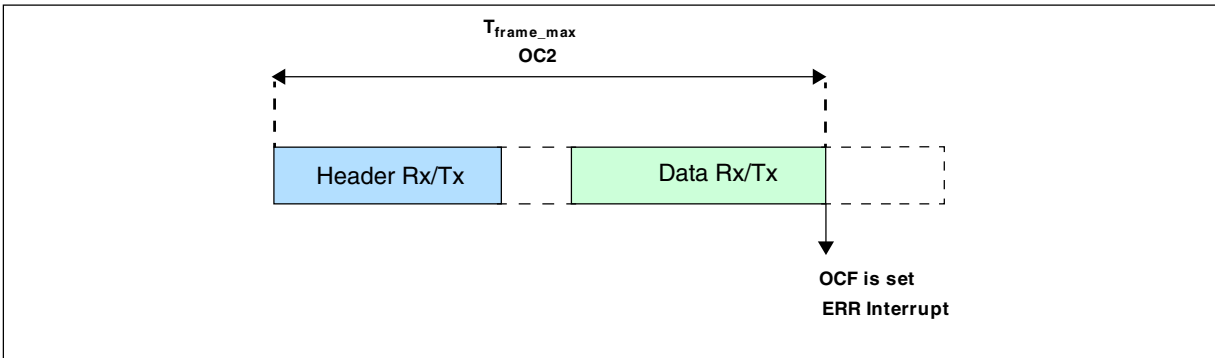 Tframe_max
OC2
Header Rx/Tx
Data Rx/Tx
OCF is set
ERR Interrupt